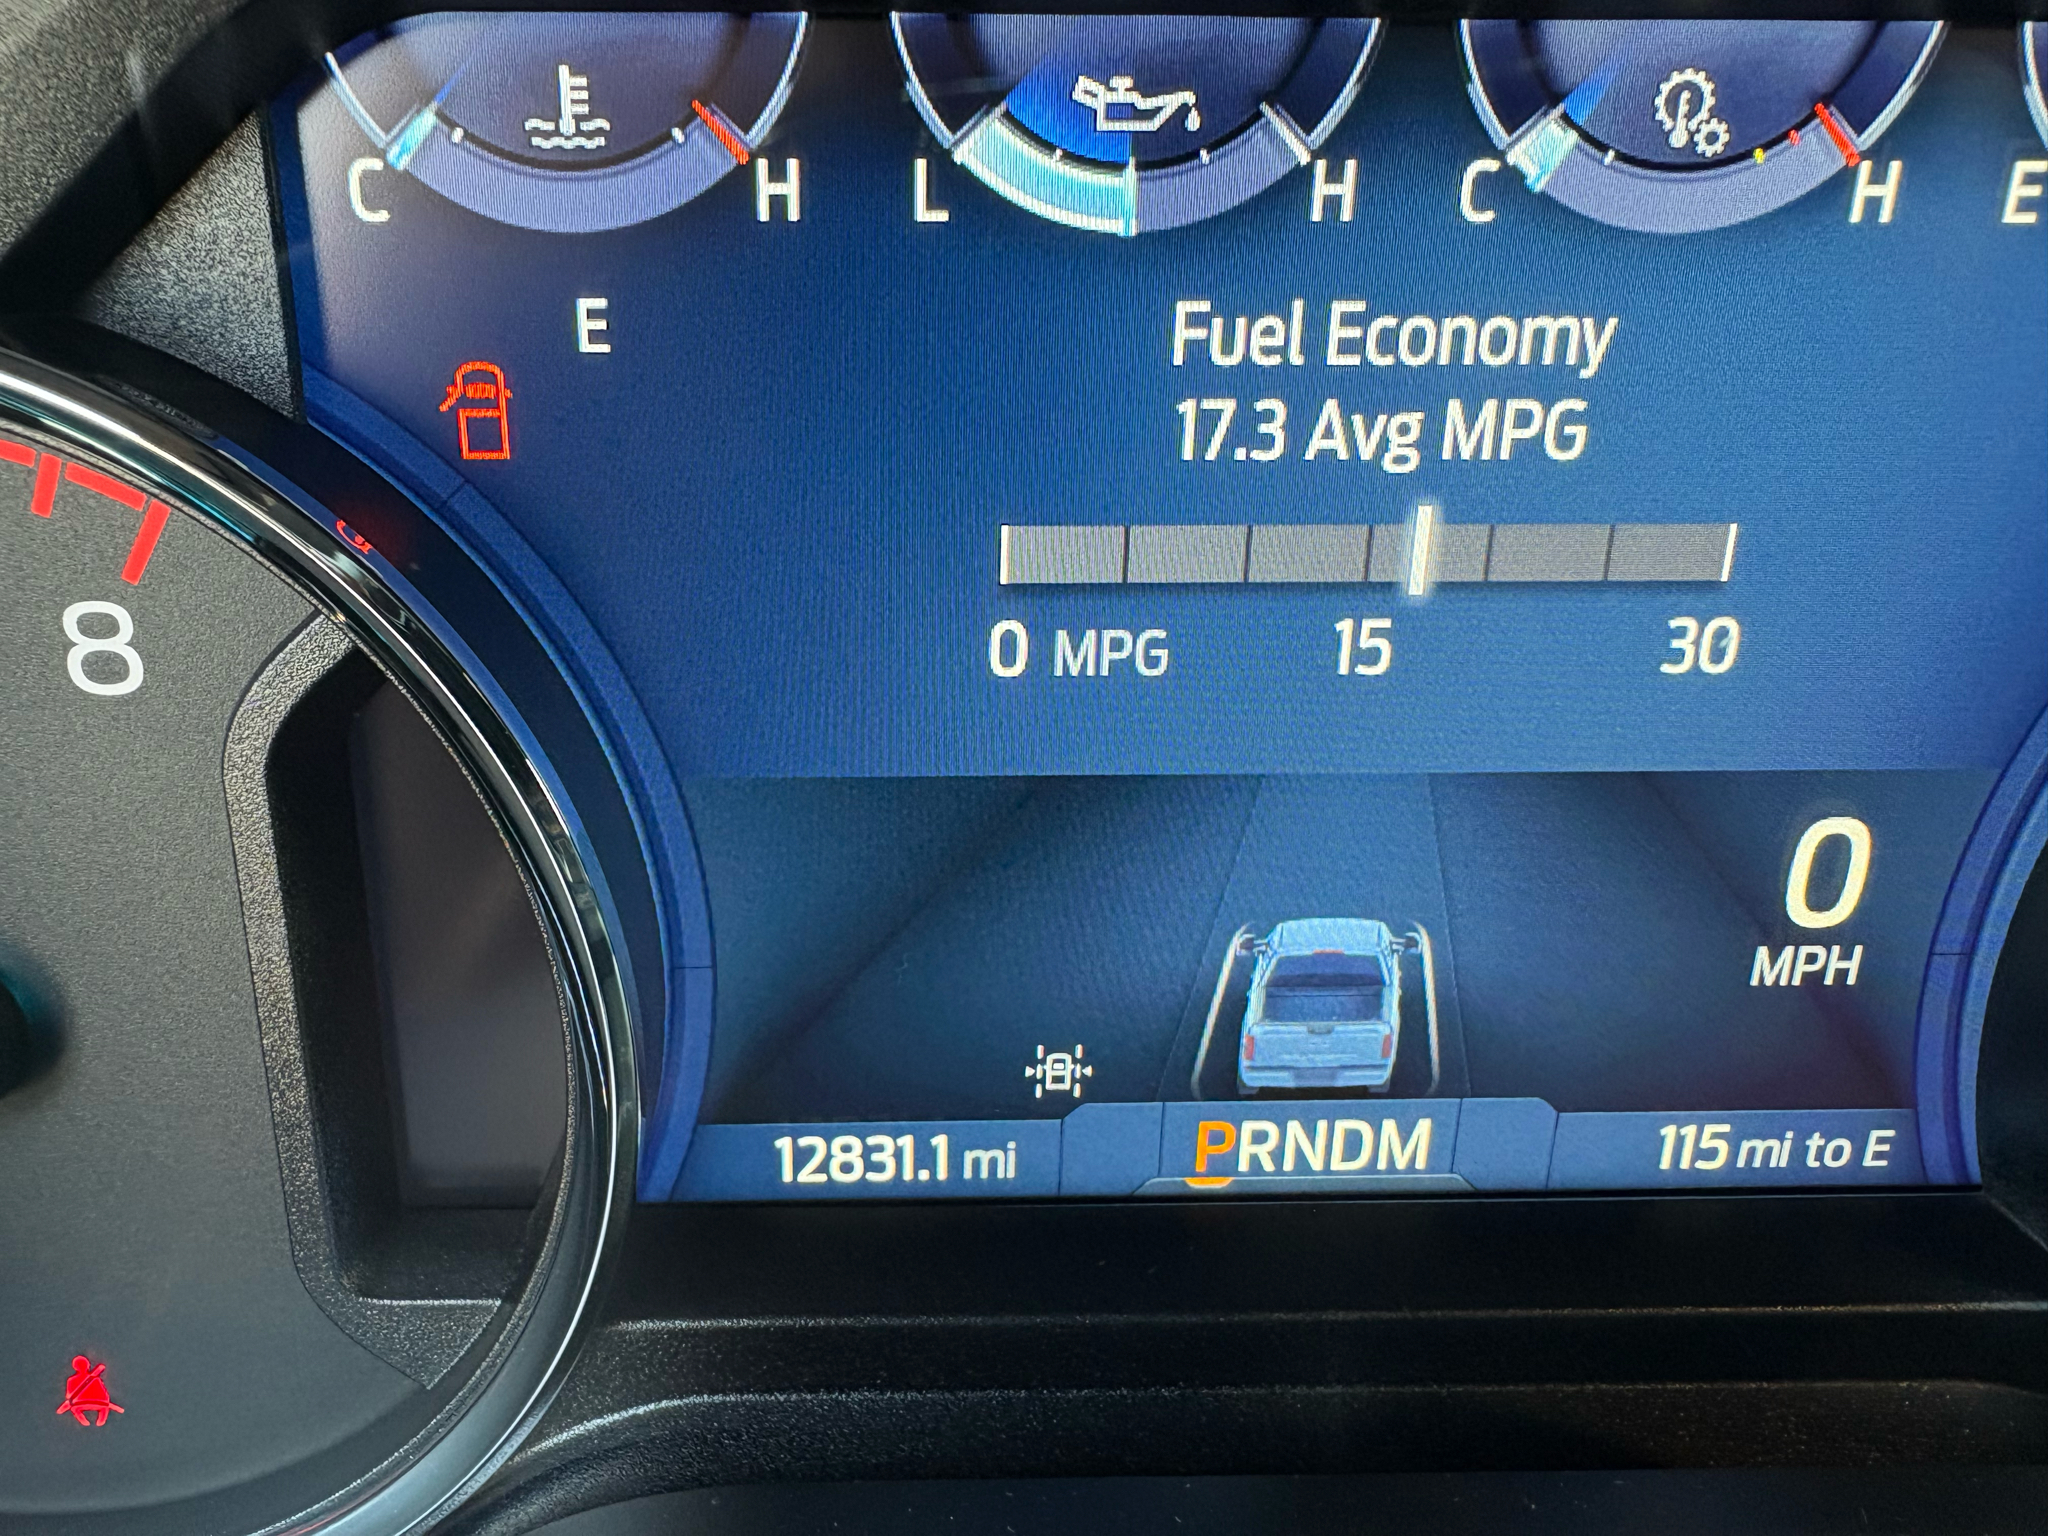 C H L H C H E
E
Fuel Economy
17.3 Avg MPG
0 MPG 15 30
8
0
MPH
12831.1 mi PRNDM 115 mi to E